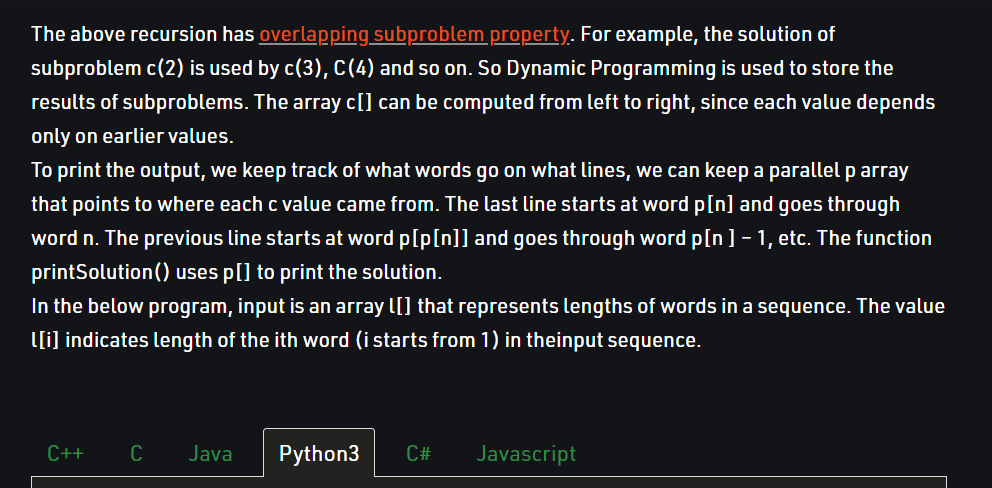 The above recursion has overlapping subproblem property. For example, the solution of
subproblem c(2) is used by c(3), C(4) and so on. So Dynamic Programming is used to store the
results of subproblems. The array c[] can be computed from left to right, since each value depends
only on earlier values.
To print the output, we keep track of what words go on what lines, we can keep a parallel p array
that points to where each c value came from. The last line starts at word p[n] and goes through
word n. The previous line starts at word p[p[n]] and goes through word p[n ] – 1, etc. The function
printSolution() uses p[] to print the solution.
In the below program, input is an array l[] that represents lengths of words in a sequence. The value
l[i] indicates length of the ith word (i starts from 1) in theinput sequence.
C++ C Java Python3 C# Javascript